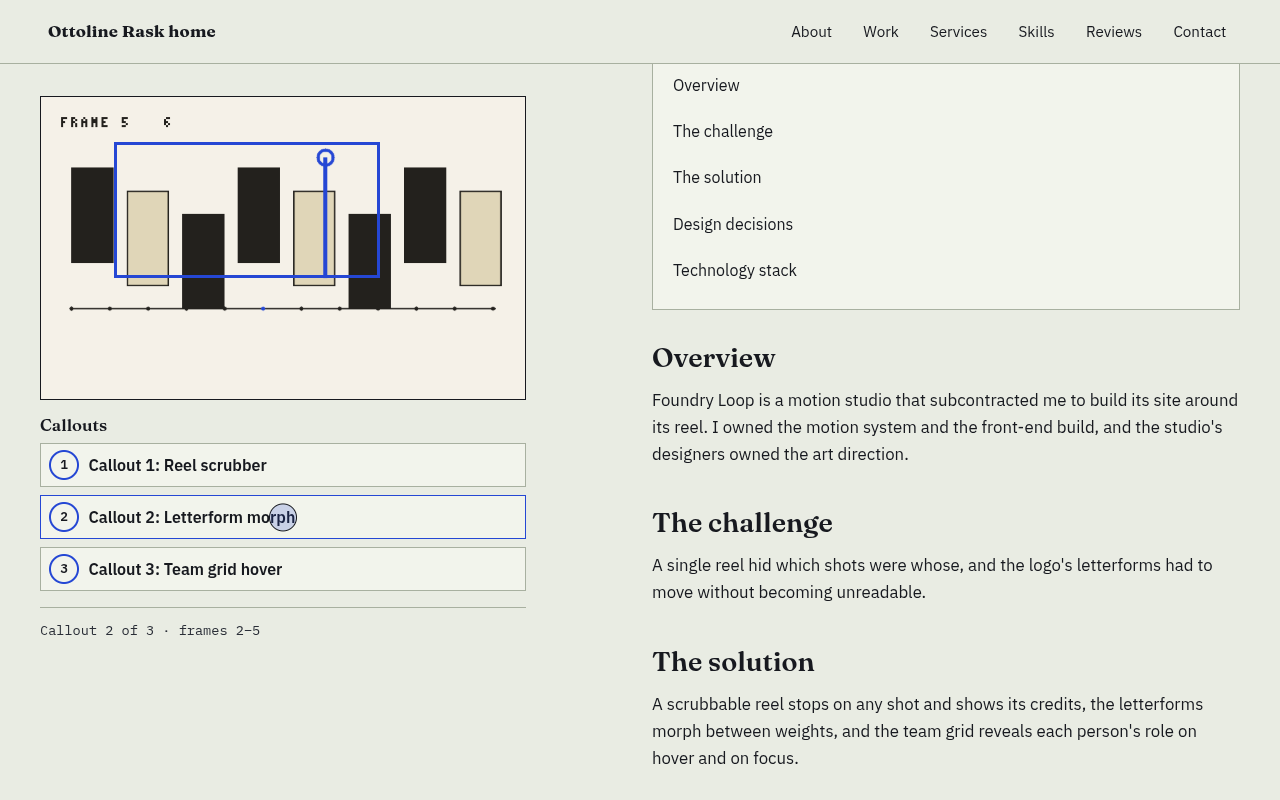 Ottoline Rask home
About
Work
Services
Skills
Reviews
Contact
FRAME 5 6
Callouts
1 Callout 1: Reel scrubber
2 Callout 2: Letterform morph
3 Callout 3: Team grid hover
Callout 2 of 3 · frames 2–5
Overview
The challenge
The solution
Design decisions
Technology stack
Overview
Foundry Loop is a motion studio that subcontracted me to build its site around
its reel. I owned the motion system and the front-end build, and the studio's
designers owned the art direction.
The challenge
A single reel hid which shots were whose, and the logo's letterforms had to
move without becoming unreadable.
The solution
A scrubbable reel stops on any shot and shows its credits, the letterforms
morph between weights, and the team grid reveals each person's role on
hover and on focus.